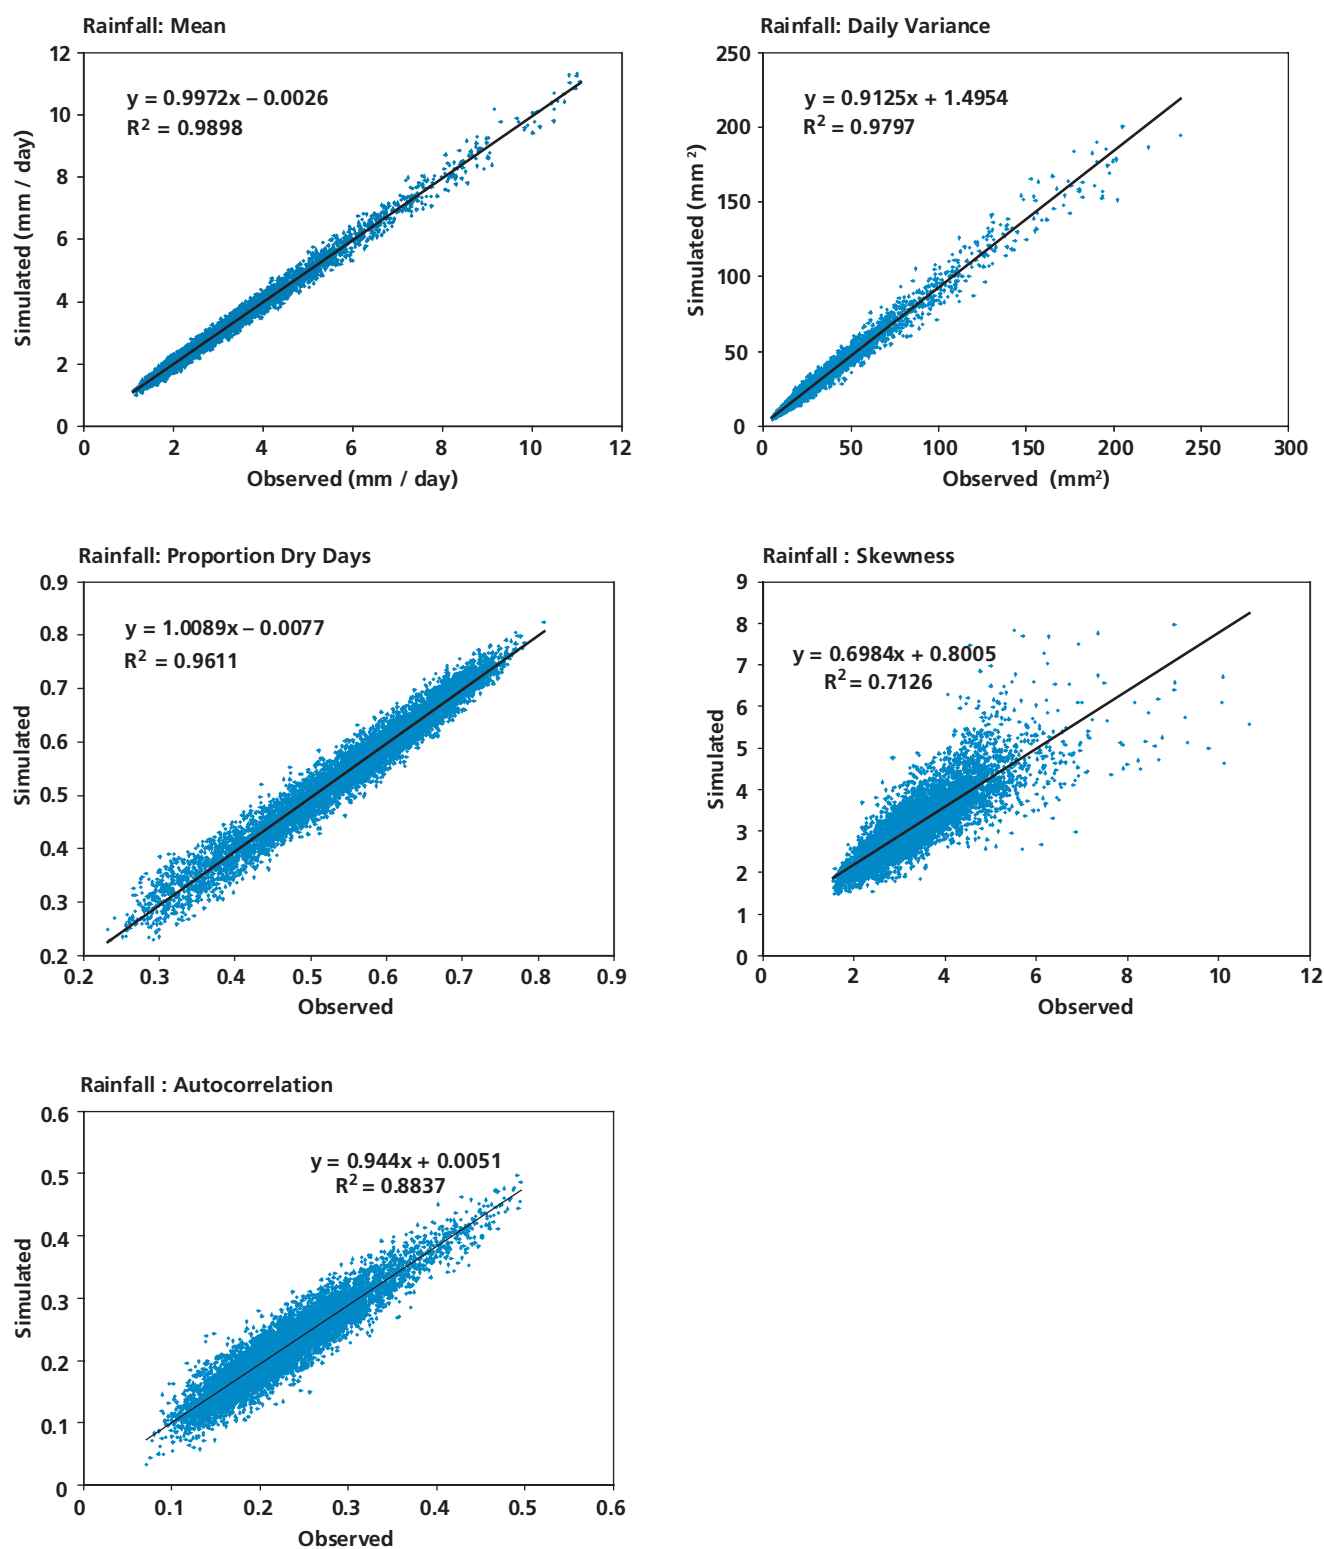 Rainfall: Mean
12
10
8
6
4
2
0
0 2 4 6 8 10 12
Simulated (mm / day)
Observed (mm / day)
y = 0.9972x – 0.0026
R² = 0.9898
Rainfall: Daily Variance
250
200
150
100
50
0
0 50 100 150 200 250 300
Simulated (mm ²)
Observed (mm²)
y = 0.9125x + 1.4954
R² = 0.9797
Rainfall: Proportion Dry Days
0.9
0.8
0.7
0.6
0.5
0.4
0.3
0.2
0.2 0.3 0.4 0.5 0.6 0.7 0.8 0.9
Simulated
Observed
y = 1.0089x – 0.0077
R² = 0.9611
Rainfall : Skewness
9
8
7
6
5
4
3
2
1
0
0 2 4 6 8 10 12
Simulated
Observed
y = 0.6984x + 0.8005
R² = 0.7126
Rainfall : Autocorrelation
0.6
0.5
0.4
0.3
0.2
0.1
0
0 0.1 0.2 0.3 0.4 0.5 0.6
Simulated
Observed
y = 0.944x + 0.0051
R² = 0.8837